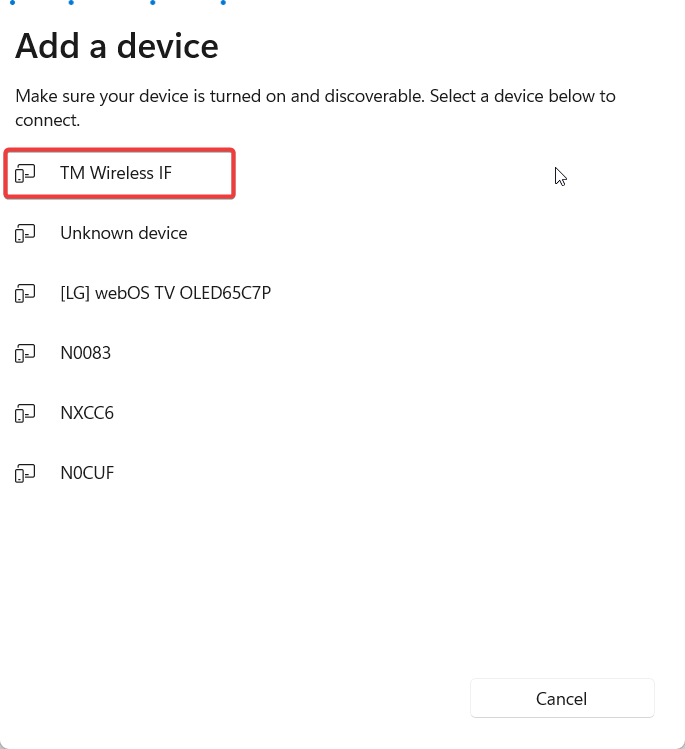 Add a device
Make sure your device is turned on and discoverable. Select a device below to
connect.
TM Wireless IF
Unknown device
[LG] webOS TV OLED65C7P
N0083
NXCC6
N0CUF
Cancel